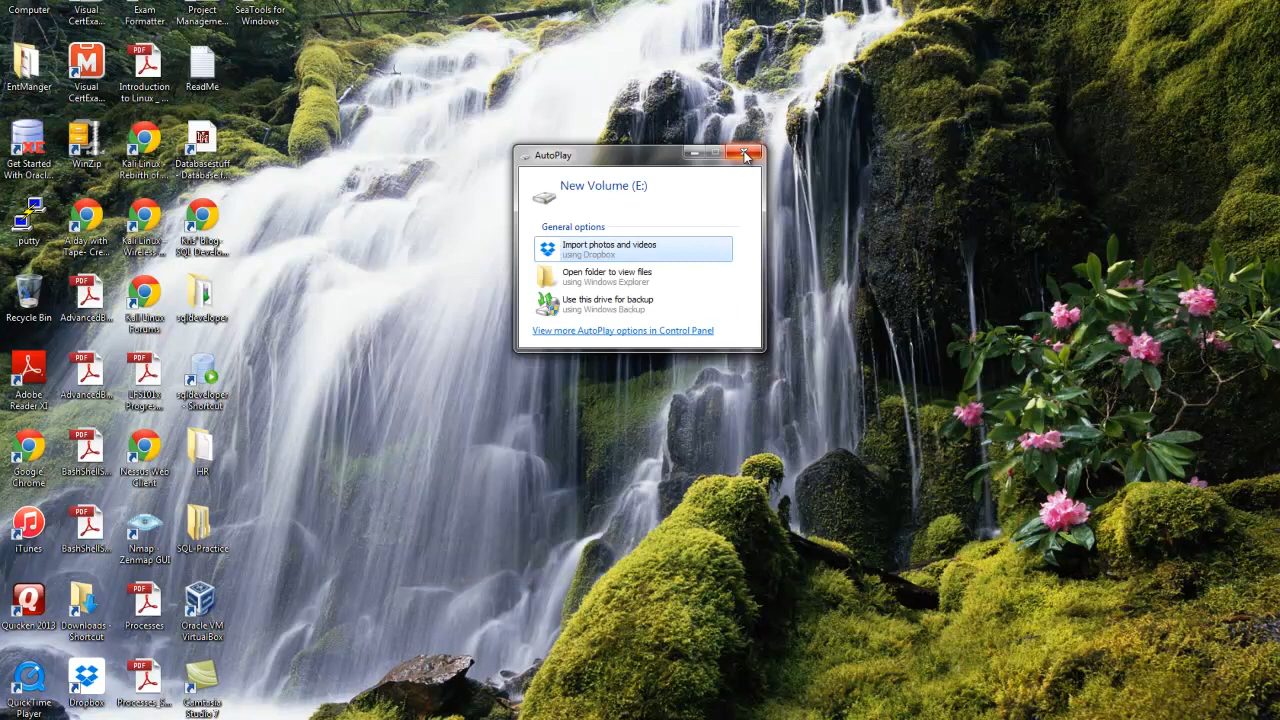 Computer
Visual
CertExa...
Exam
Formatter
Project
Manageme...
SeaTools for
Windows
EntManger
Visual
CertExa...
Introduction
to Linux _ ...
ReadMe
Get Started
With Oracl...
WinZip
Kali Linux -
Rebirth of ...
Databasestuff
- Database f...
putty
A day with
Tape- Cre...
Kali Linux -
Wireless ...
Kris' Blog-
SQL Develo...
Recycle Bin
AdvancedB...
Kali Linux
Forums
sqldeveloper
Adobe
Reader XI
AdvancedB...
LFS101x
Progres...
sqldeveloper
- Shortcut
Google
Chrome
BashShellS...
Nessus Web
Client
HR
iTunes
BashShellS...
Nmap -
Zenmap GUI
SQL-Practice
Quicken 2013
Downloads -
Shortcut
Processes
Oracle VM
VirtualBox
QuickTime
Player
Dropbox
Processes_S...
Camtasia
Studio 7
AutoPlay
New Volume (E:)
General options
Import photos and videos
using Dropbox
Open folder to view files
using Windows Explorer
Use this drive for backup
using Windows Backup
View more AutoPlay options in Control Panel